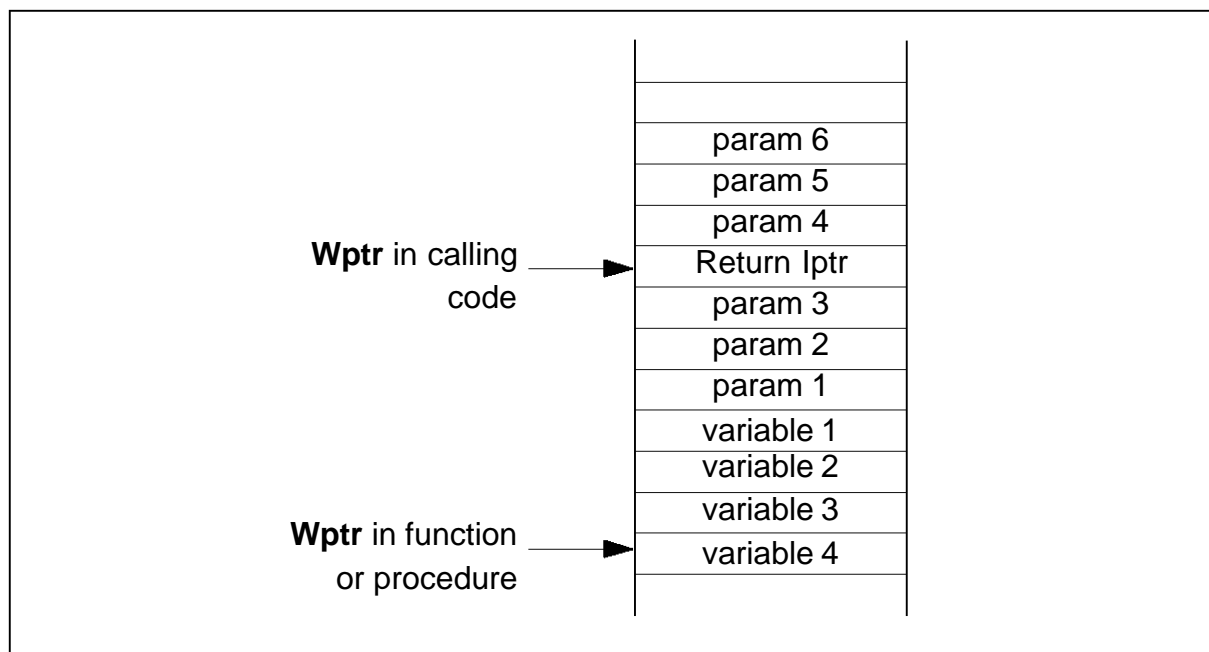 param 6
param 5
param 4
Wptr in calling
code
Return Iptr
param 3
param 2
param 1
variable 1
variable 2
variable 3
Wptr in function
or procedure
variable 4